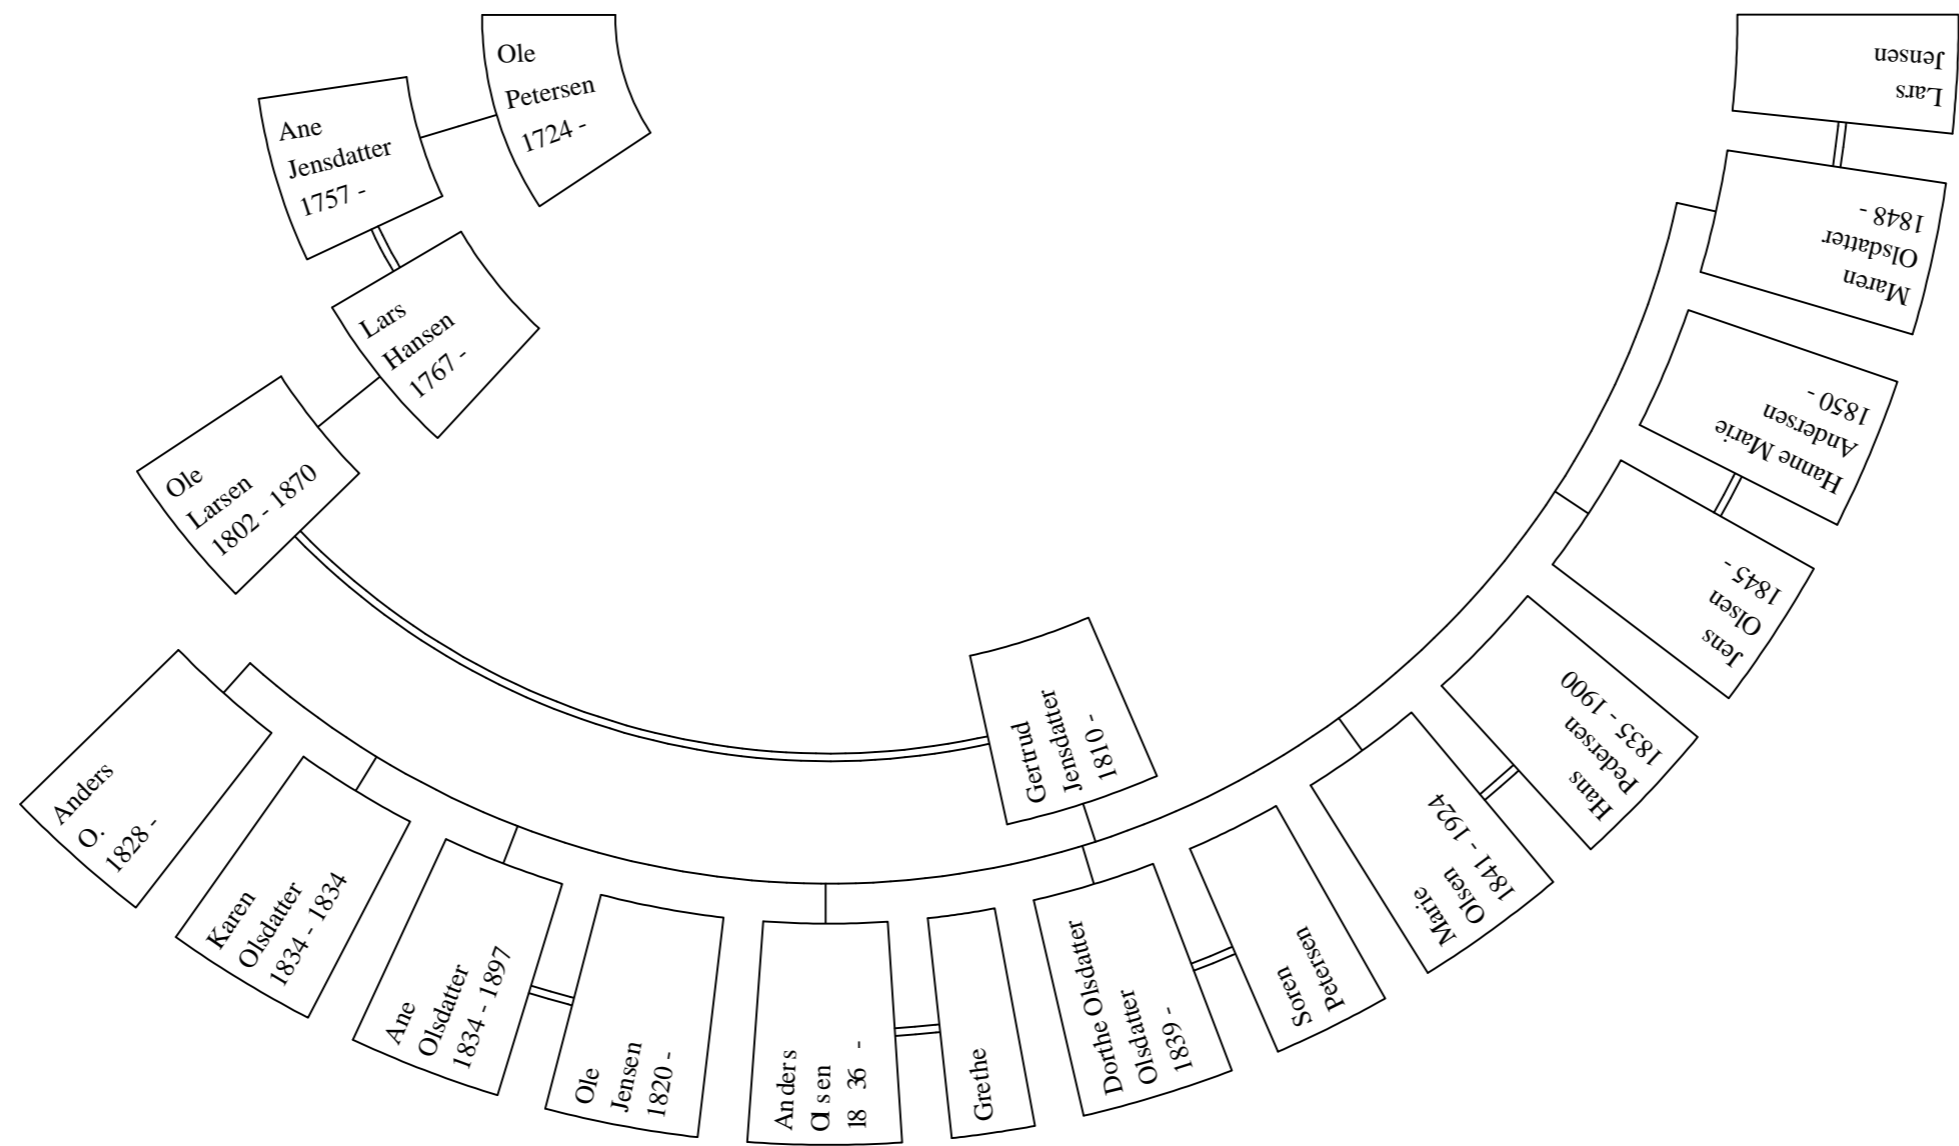 Ole
Petersen
1724 -
Ane
Jensdatter
1757 -
Lars
Hansen
1767 -
Ole
Larsen
1802 - 1870
Gertrud
Jensdatter
1810 -
Anders
O.
1828 -
Karen
Olsdatter
1834 - 1834
Ane
Olsdatter
1834 - 1897
Ole
Jensen
1820 -
Anders
Olsen
1836 -
Grethe
Dorthe Olsdatter
Olsdatter
1839 -
Soren
Petersen
Marie
Olsen
1841 - 1924
Hans
Pedersen
1835 - 1900
Jens
Olsen
1845 -
Hanne Marie
Andersen
1850 -
Maren
Olsdatter
1848 -
Lars
Jensen